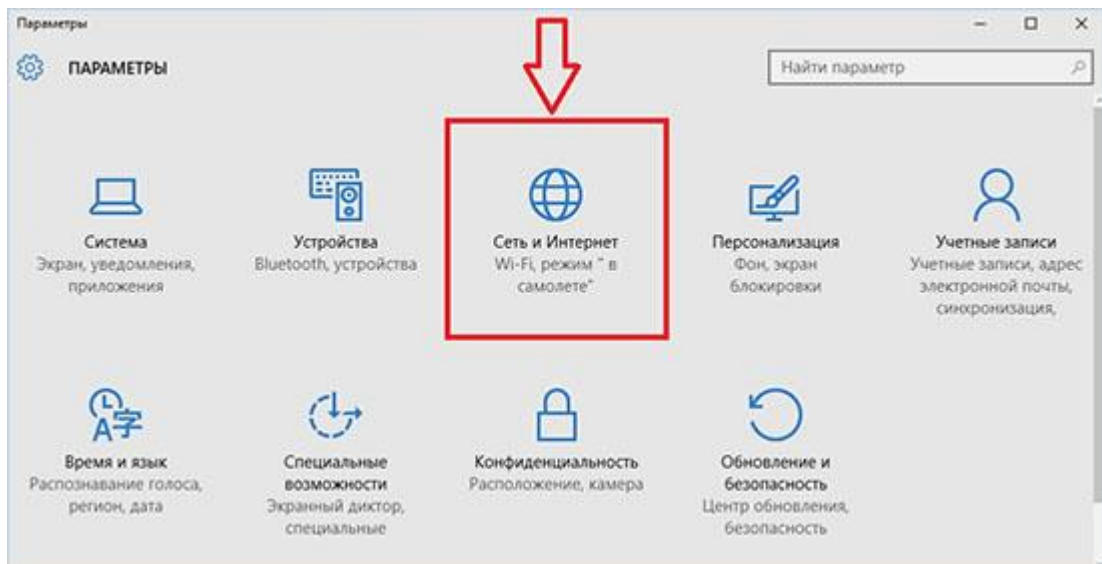 Параметры
ПАРАМЕТРЫ
Найти параметр
Система
Экран, уведомления,
приложения
Устройства
Bluetooth, устройства
Сеть и Интернет
Wi-Fi, режим " в
самолете"
Персонализация
Фон, экран
блокировки
Учетные записи
Учетные записи, адрес
электронной почты,
синхронизация,
Время и язык
Распознавание голоса,
регион, дата
Специальные
возможности
Экранный диктор,
специальные
Конфиденциальность
Расположение, камера
Обновление и
безопасность
Центр обновления,
безопасность